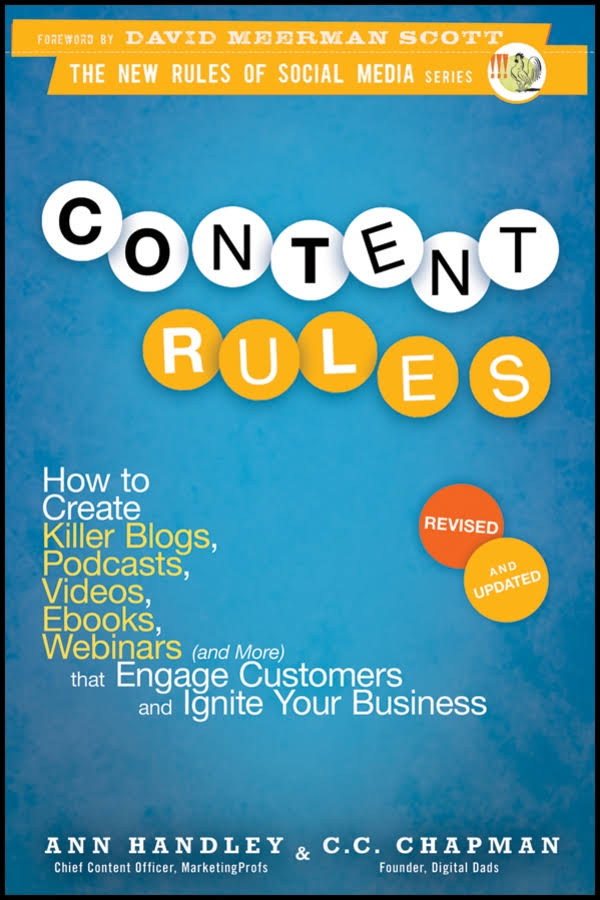 FOREWORD BY DAVID MEERMAN SCOTT
THE NEW RULES OF SOCIAL MEDIA SERIES
!!!
CONTENT
RULES
How to
Create
Killer Blogs,
Podcasts,
Videos,
Ebooks,
Webinars (and More)
that Engage Customers
and Ignite Your Business
REVISED
AND
UPDATED
ANN HANDLEY & C.C. CHAPMAN
Chief Content Officer, MarketingProfs Founder, Digital Dads